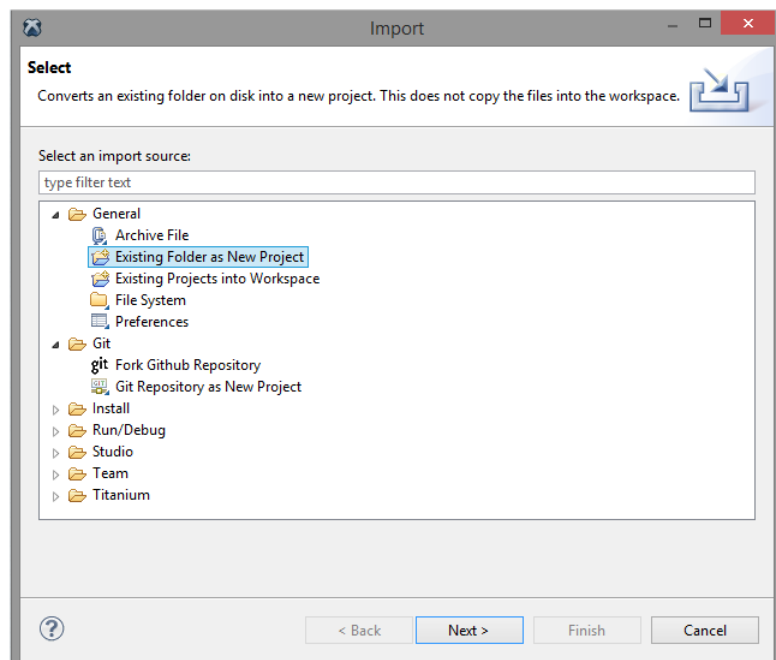 Import
Select
Converts an existing folder on disk into a new project. This does not copy the files into the workspace.
Select an import source:
type filter text
General
Archive File
Existing Folder as New Project
Existing Projects into Workspace
File System
Preferences
Git
git Fork Github Repository
GIT Git Repository as New Project
Install
Run/Debug
Studio
Team
Titanium
? < Back Next > Finish Cancel